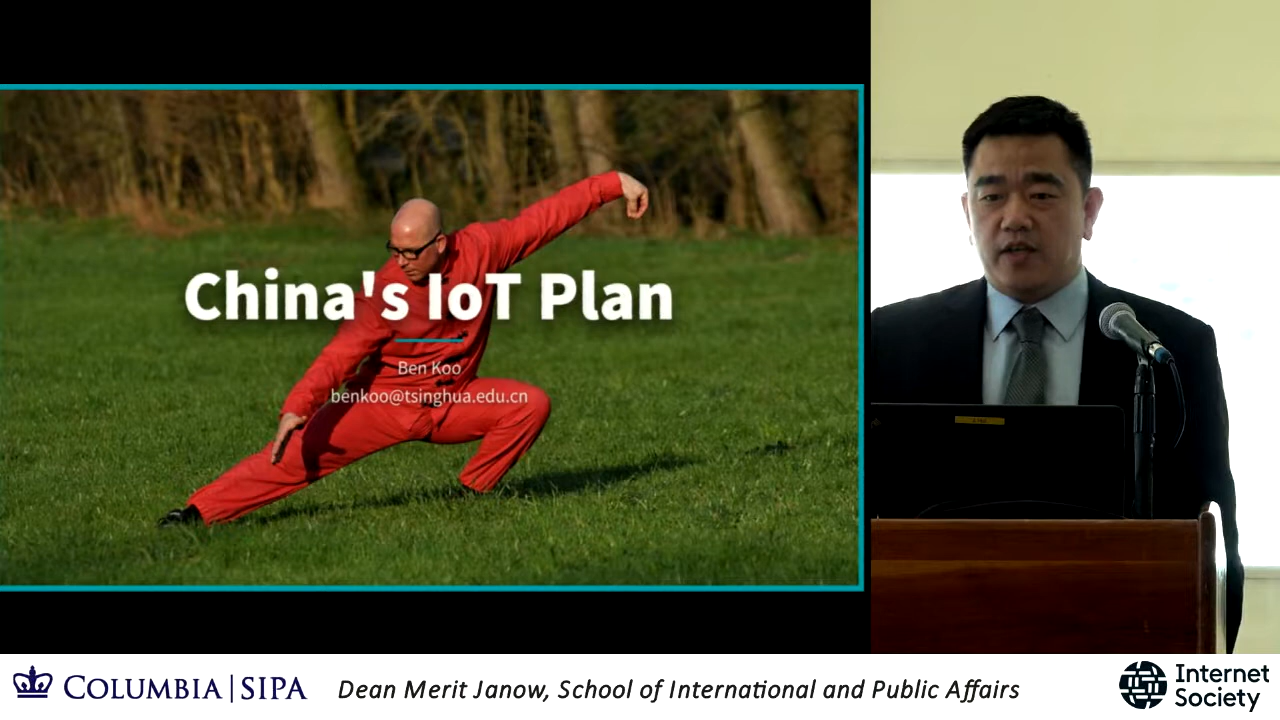 China's IoT Plan
Ben Koo
benkoo@tsinghua.edu.cn
COLUMBIA | SIPA
Dean Merit Janow, School of International and Public Affairs
Internet
Society